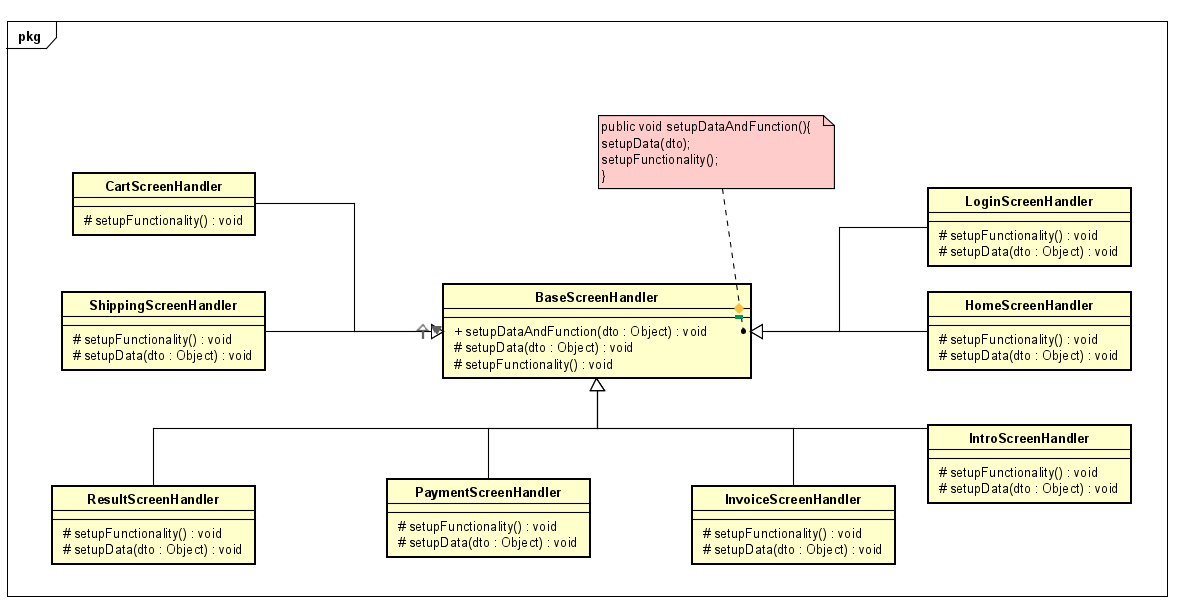 pkg
public void setupDataAndFunction(){
setupData(dto);
setupFunctionality();
}
CartScreenHandler
# setupFunctionality() : void
LoginScreenHandler
# setupFunctionality() : void
# setupData(dto : Object) : void
ShippingScreenHandler
# setupFunctionality() : void
# setupData(dto : Object) : void
BaseScreenHandler
+ setupDataAndFunction(dto : Object) : void
# setupData(dto : Object) : void
# setupFunctionality() : void
HomeScreenHandler
# setupFunctionality() : void
# setupData(dto : Object) : void
IntroScreenHandler
# setupFunctionality() : void
# setupData(dto : Object) : void
ResultScreenHandler
# setupFunctionality() : void
# setupData(dto : Object) : void
PaymentScreenHandler
# setupFunctionality() : void
# setupData(dto : Object) : void
InvoiceScreenHandler
# setupFunctionality() : void
# setupData(dto : Object) : void